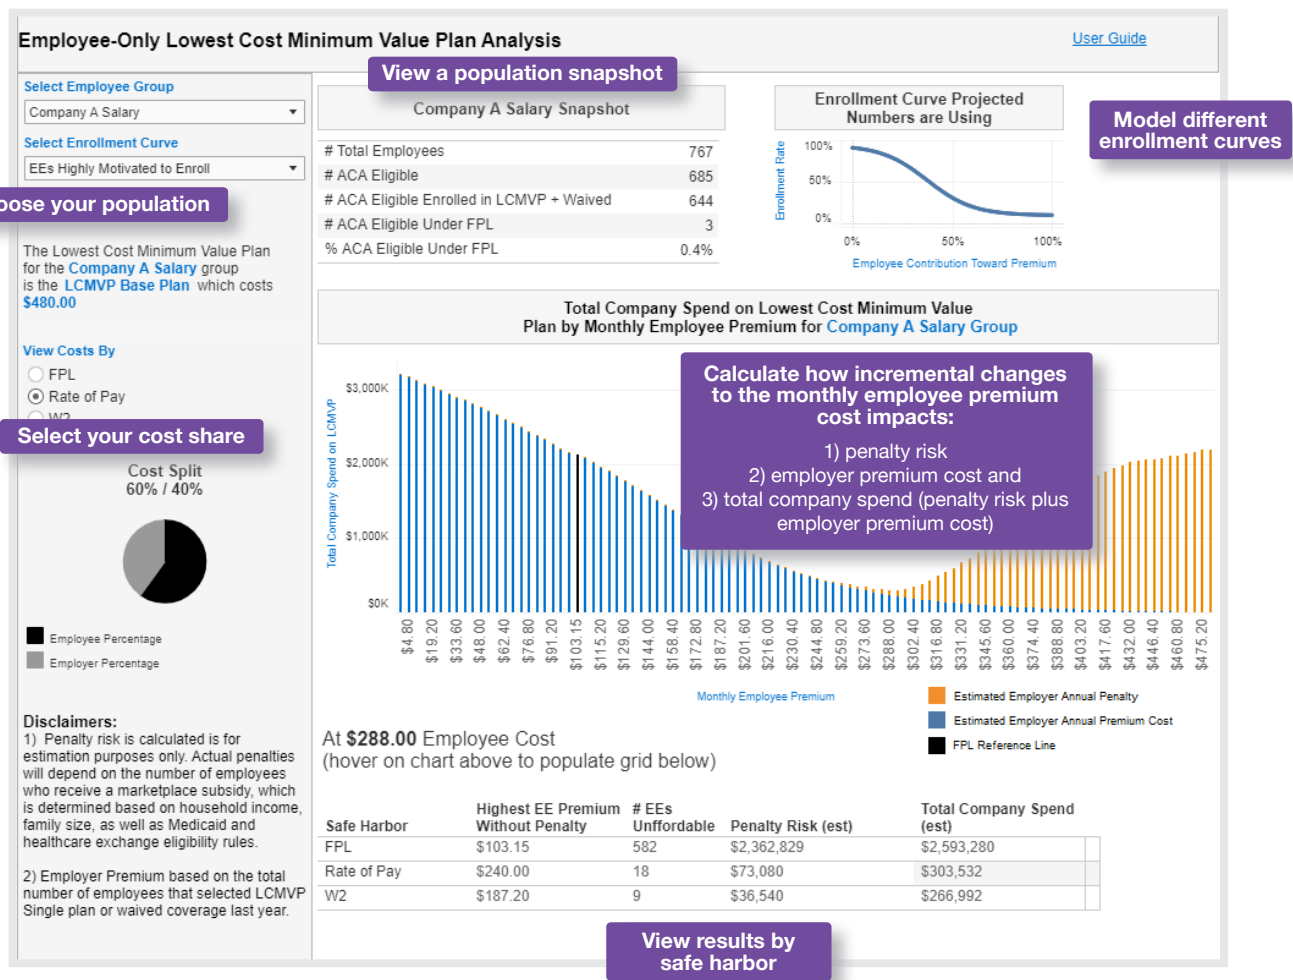 Employee-Only Lowest Cost Minimum Value Plan Analysis
User Guide
View a population snapshot
Select Employee Group
Company A Salary
Select Enrollment Curve
EEs Highly Motivated to Enroll
oose your population
The Lowest Cost Minimum Value Plan
for the Company A Salary group
is the LCMVP Base Plan which costs
$480.00
View Costs By
FPL
Rate of Pay
W2
Select your cost share
Cost Split
60% / 40%
Employee Percentage
Employer Percentage
Disclaimers:
1) Penalty risk is calculated is for
estimation purposes only. Actual penalties
will depend on the number of employees
who receive a marketplace subsidy, which
is determined based on household income,
family size, as well as Medicaid and
healthcare exchange eligibility rules.
2) Employer Premium based on the total
number of employees that selected LCMVP
Single plan or waived coverage last year.
Company A Salary Snapshot
# Total Employees 767
# ACA Eligible 685
# ACA Eligible Enrolled in LCMVP + Waived 644
# ACA Eligible Under FPL 3
% ACA Eligible Under FPL 0.4%
Enrollment Curve Projected
Numbers are Using
Enrollment Rate
100%
50%
0%
0% 50% 100%
Employee Contribution Toward Premium
Model different
enrollment curves
Total Company Spend on Lowest Cost Minimum Value
Plan by Monthly Employee Premium for Company A Salary Group
Calculate how incremental changes
to the monthly employee premium
cost impacts:
1) penalty risk
2) employer premium cost and
3) total company spend (penalty risk plus
employer premium cost)
Total Company Spend on LCMVP
$3,000K
$2,000K
$1,000K
$0K
$4.80 $19.20 $33.60 $48.00 $62.40 $76.80 $91.20 $103.15 $115.20 $129.60 $144.00 $158.40 $172.80 $187.20 $201.60 $216.00 $230.40 $244.80 $259.20 $273.60 $288.00 $302.40 $316.80 $331.20 $345.60 $360.00 $374.40 $388.80 $403.20 $417.60 $432.00 $446.40 $460.80 $475.20
Monthly Employee Premium
Estimated Employer Annual Penalty
Estimated Employer Annual Premium Cost
FPL Reference Line
At $288.00 Employee Cost
(hover on chart above to populate grid below)
Highest EE Premium # EEs Total Company Spend
Safe Harbor Without Penalty Unffordable Penalty Risk (est) (est)
FPL $103.15 582 $2,362,829 $2,593,280
Rate of Pay $240.00 18 $73,080 $303,532
W2 $187.20 9 $36,540 $266,992
View results by
safe harbor